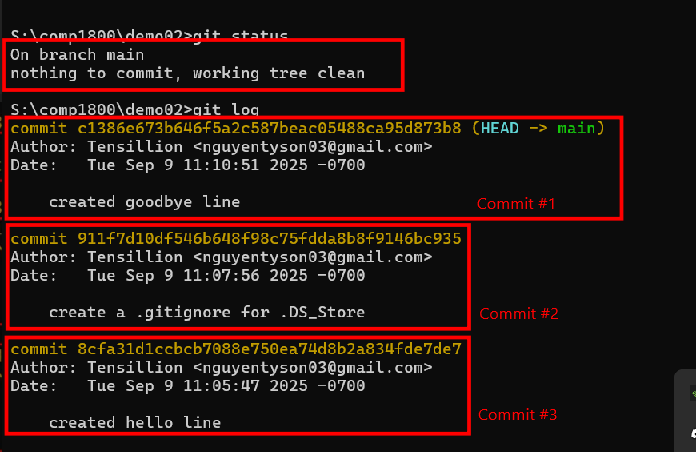 S:\comp1800\demo02>git status
On branch main
nothing to commit, working tree clean
S:\comp1800\demo02>git log
commit c1386e673b646f5a2c587beac05488ca95d873b8 (HEAD -> main)
Author: Tensillion <nguyentyson03@gmail.com>
Date:   Tue Sep 9 11:10:51 2025 -0700
created goodbye line
Commit #1
commit 911f7d10df546b648f98c75fdda8b8f9146bc935
Author: Tensillion <nguyentyson03@gmail.com>
Date:   Tue Sep 9 11:07:56 2025 -0700
create a .gitignore for .DS_Store
Commit #2
commit 8cfa31d1ccbcb7088e750ea74d8b2a834fde7de7
Author: Tensillion <nguyentyson03@gmail.com>
Date:   Tue Sep 9 11:05:47 2025 -0700
created hello line
Commit #3